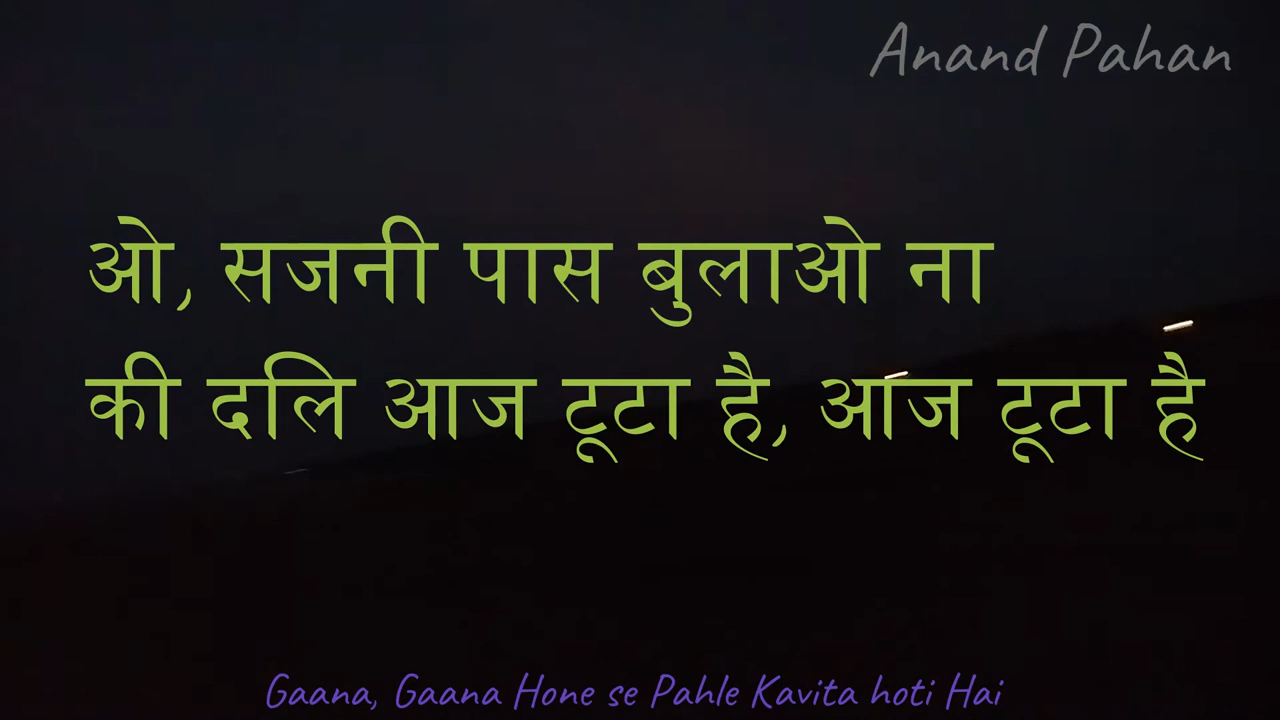 Anand Pahan
ओ, सजनी पास बुलाओ ना
की दलि आज टूटा है, आज टूटा है
Gaana, Gaana Hone se Pahle Kavita hoti Hai